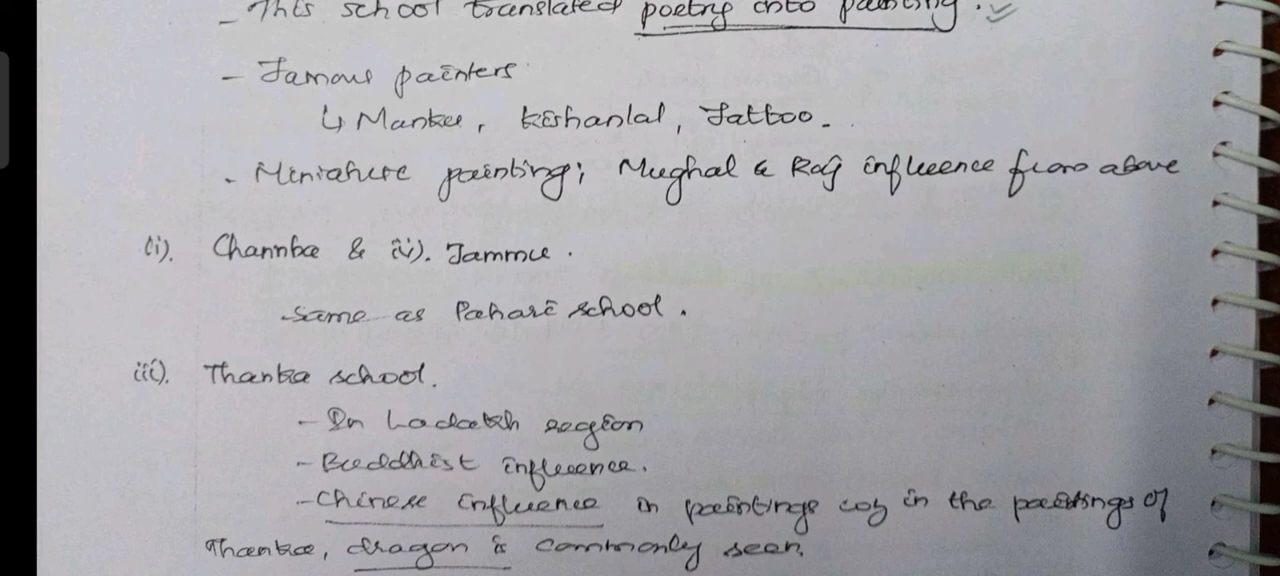 - This school translated poetry into painting.
- Famous painters
↳ Manku, Kishanlal, Fattoo.
- Miniature painting; Mughal & Raj influence from above
(i). Chamba & ii). Jammu.
- same as Pahari school.
iii). Thanka school.
- In Ladakh region
- Buddhist influence.
- Chinese influence in paintings coz in the paintings of
Thanka, dragon is commonly seen.